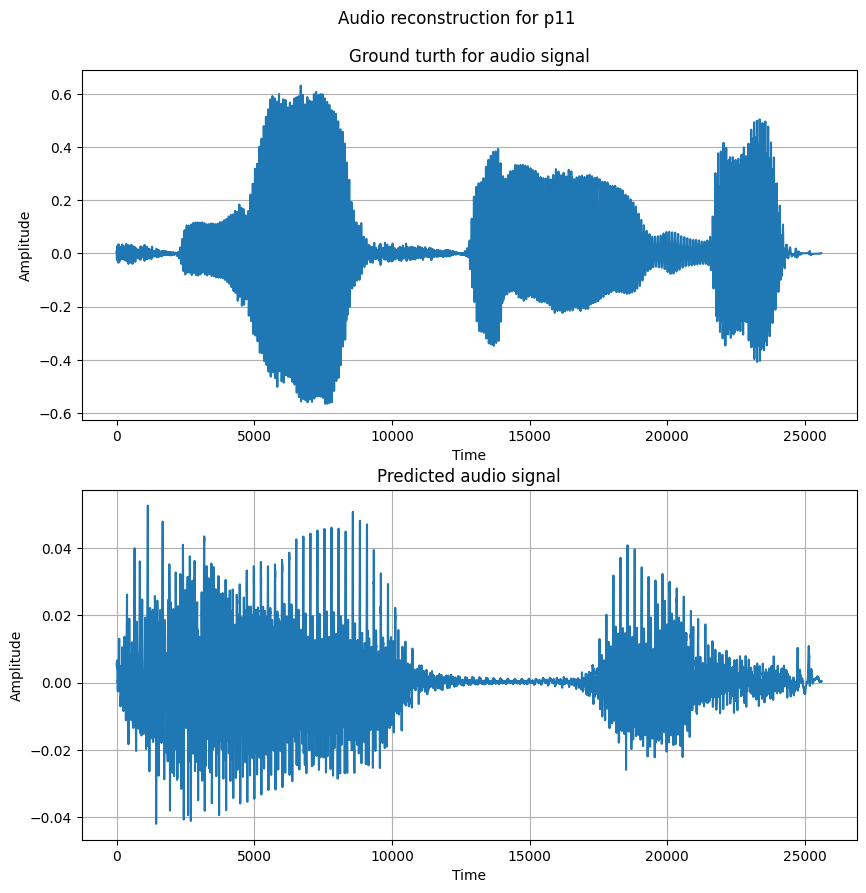 Audio reconstruction for p11
Ground turth for audio signal
0.6
0.4
0.2
0.0
−0.2
−0.4
−0.6
Amplitude
0 5000 10000 15000 20000 25000
Time
Predicted audio signal
0.04
0.02
0.00
−0.02
−0.04
Amplitude
0 5000 10000 15000 20000 25000
Time